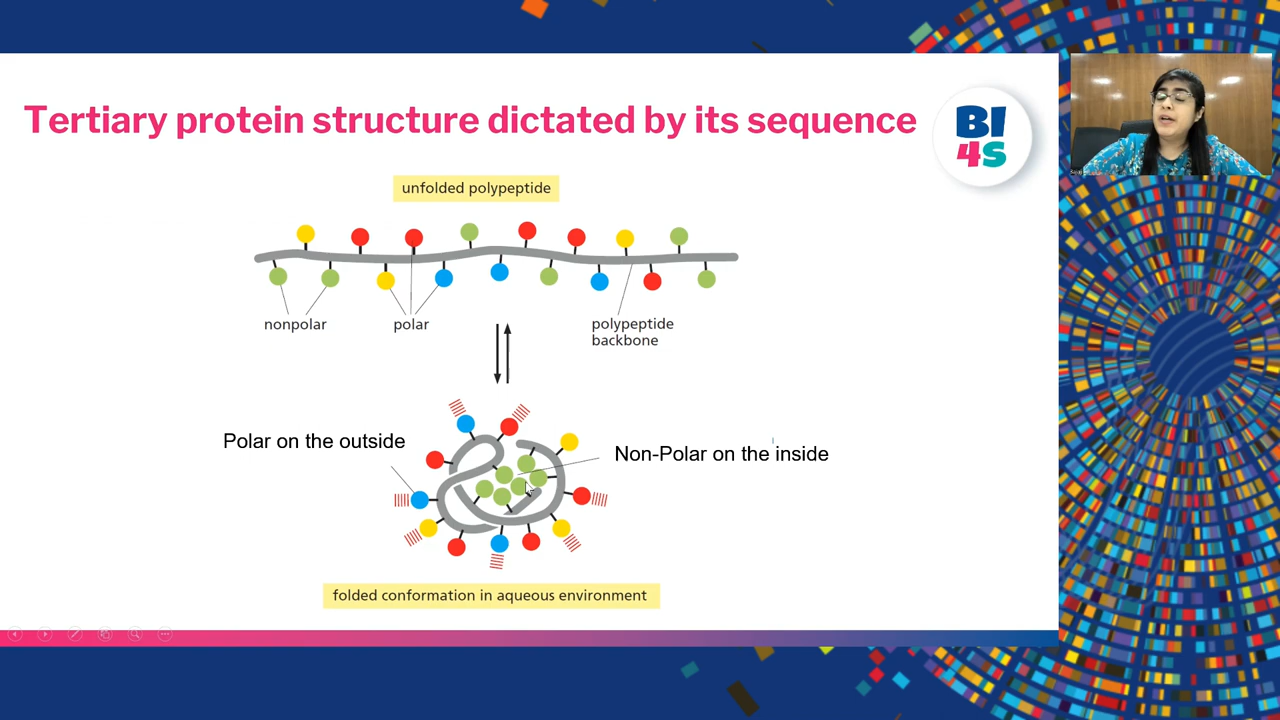 Tertiary protein structure dictated by its sequence
BI
4S
unfolded polypeptide
nonpolar
polar
polypeptide
backbone
Polar on the outside
Non-Polar on the inside
folded conformation in aqueous environment